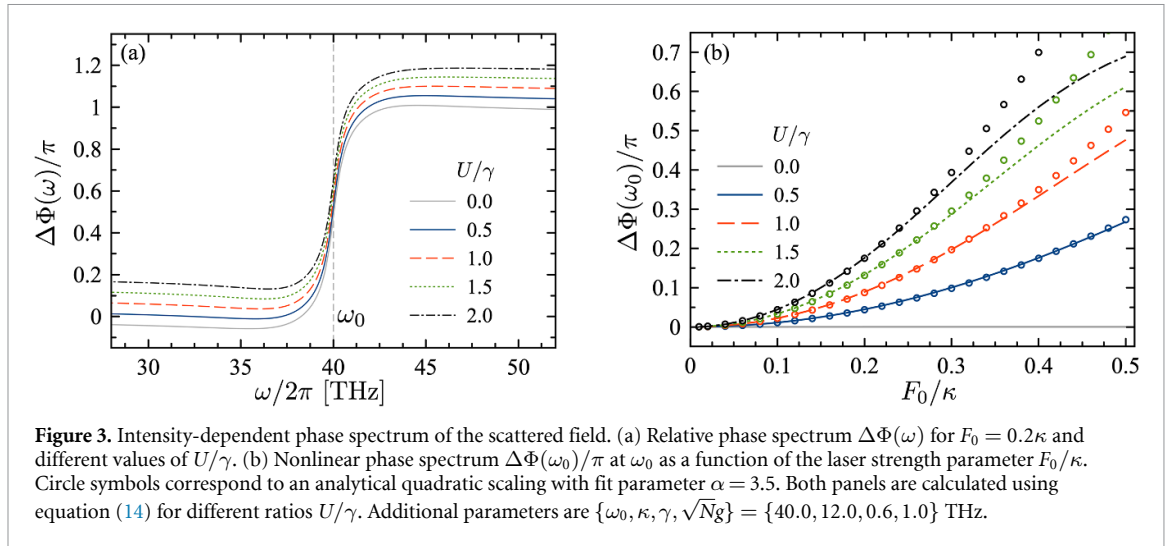 (a)
ΔΦ(ω)/π
1.2
1
0.8
0.6
0.4
0.2
0
U/γ
0.0
0.5
1.0
1.5
2.0
ω₀
30 35 40 45 50
ω/2π [THz]
(b)
ΔΦ(ω₀)/π
0.7
0.6
0.5
0.4
0.3
0.2
0.1
0
U/γ
0.0
0.5
1.0
1.5
2.0
0 0.1 0.2 0.3 0.4 0.5
F₀/κ
Figure 3. Intensity-dependent phase spectrum of the scattered field. (a) Relative phase spectrum ΔΦ(ω) for F₀ = 0.2κ and
different values of U/γ. (b) Nonlinear phase spectrum ΔΦ(ω₀)/π at ω₀ as a function of the laser strength parameter F₀/κ.
Circle symbols correspond to an analytical quadratic scaling with fit parameter α = 3.5. Both panels are calculated using
equation (14) for different ratios U/γ. Additional parameters are {ω₀, κ, γ, √Ng} = {40.0, 12.0, 0.6, 1.0} THz.